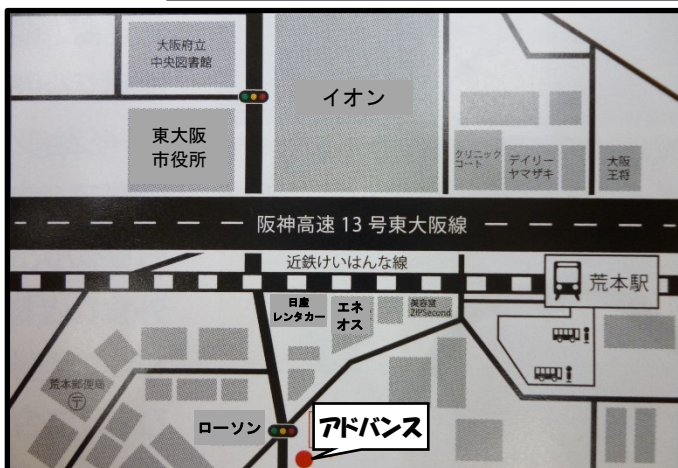 大阪府立
中央図書館
イオン
東大阪
市役所
クリニック
コート
デイリー
ヤマザキ
大阪
王将
阪神高速 13 号東大阪線
近鉄けいはんな線
荒本駅
日産
レンタカー
エネ
オス
美容室
ZIPSecond
荒本郵便局
〒
ローソン
アドバンス